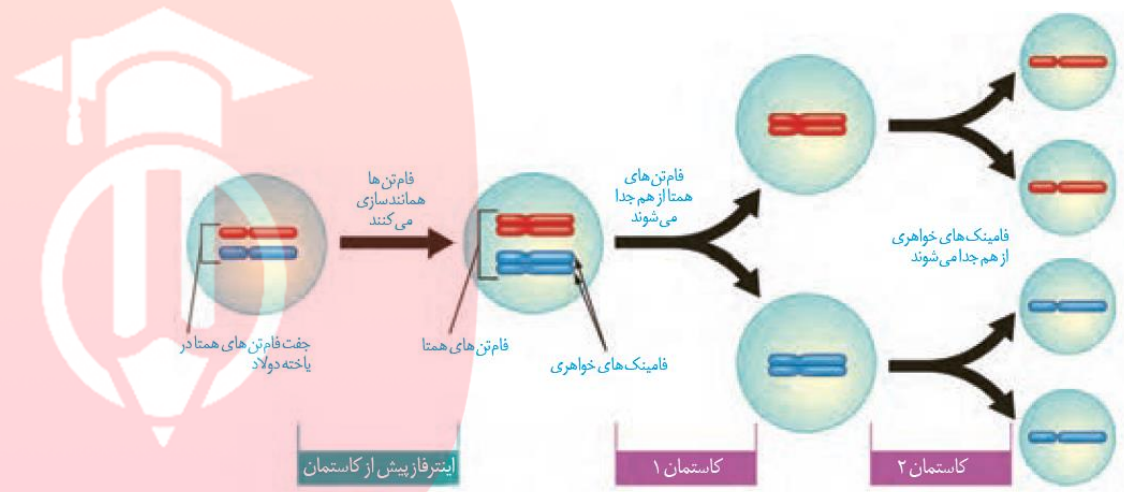 فام‌تن‌ها
همانندسازی
می‌کنند
جفت فام‌تن‌های همتا در
یاخته دولاد
فام‌تن‌های همتا
فامینک‌های خواهری
فام‌تن‌های
همتا از هم جدا
می‌شوند
فامینک‌های خواهری
از هم جدا می‌شوند
اینترفاز پیش از کاستمان
کاستمان ۱
کاستمان ۲